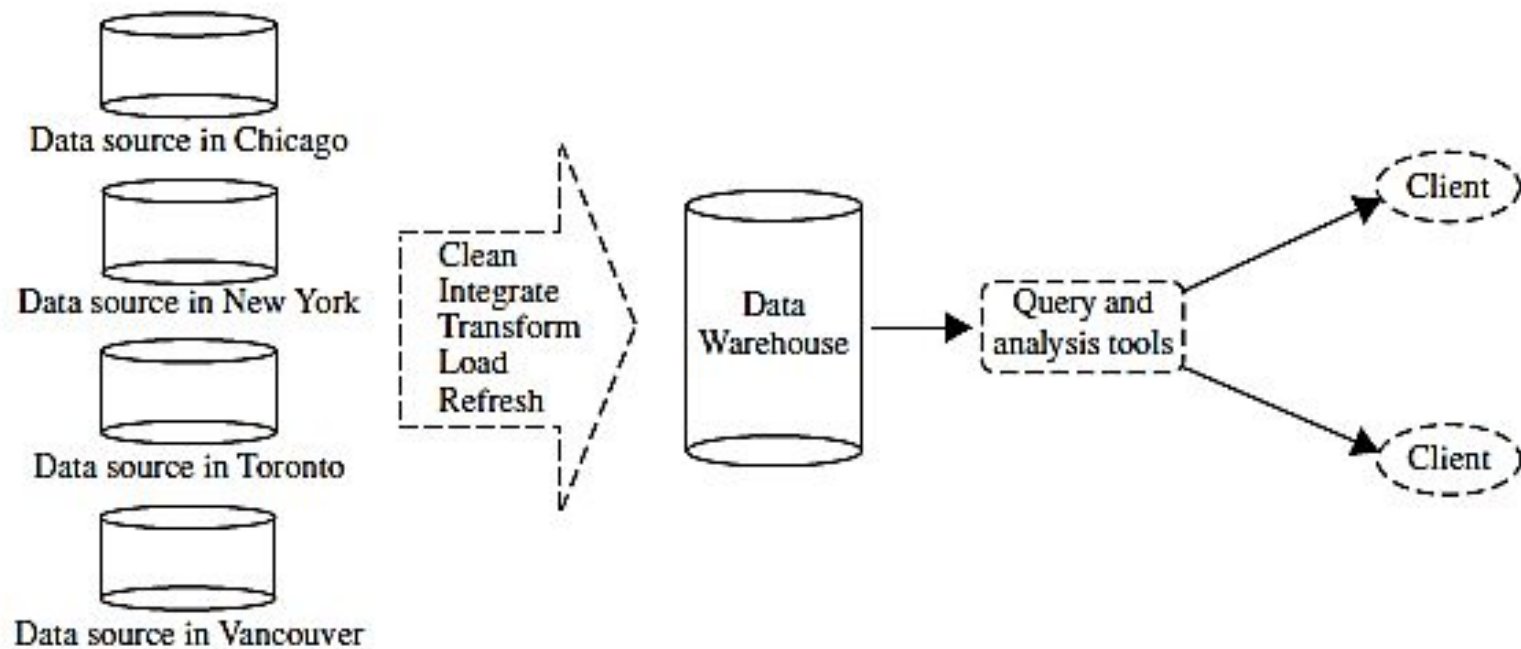 Data source in Chicago
Data source in New York
Data source in Toronto
Data source in Vancouver
Clean
Integrate
Transform
Load
Refresh
Data
Warehouse
Query and
analysis tools
Client
Client